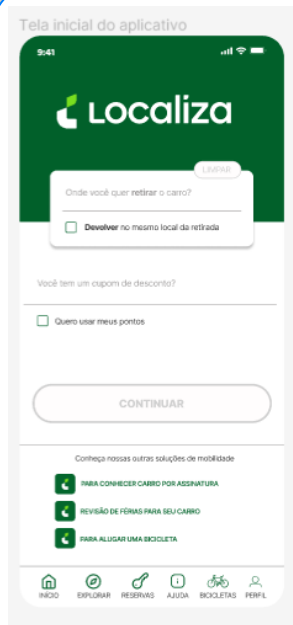 Tela inicial do aplicativo
9:41
Localiza
LIMPAR
Onde você quer retirar o carro?
Devolver no mesmo local da retirada
Você tem um cupom de desconto?
Quero usar meus pontos
CONTINUAR
Conheça nossas outras soluções de mobilidade
PARA CONHECER CARRO POR ASSINATURA
REVISÃO DE FÉRIAS PARA SEU CARRO
PARA ALUGAR UMA BICICLETA
INÍCIO EXPLORAR RESERVAS AJUDA BICICLETAS PERFIL